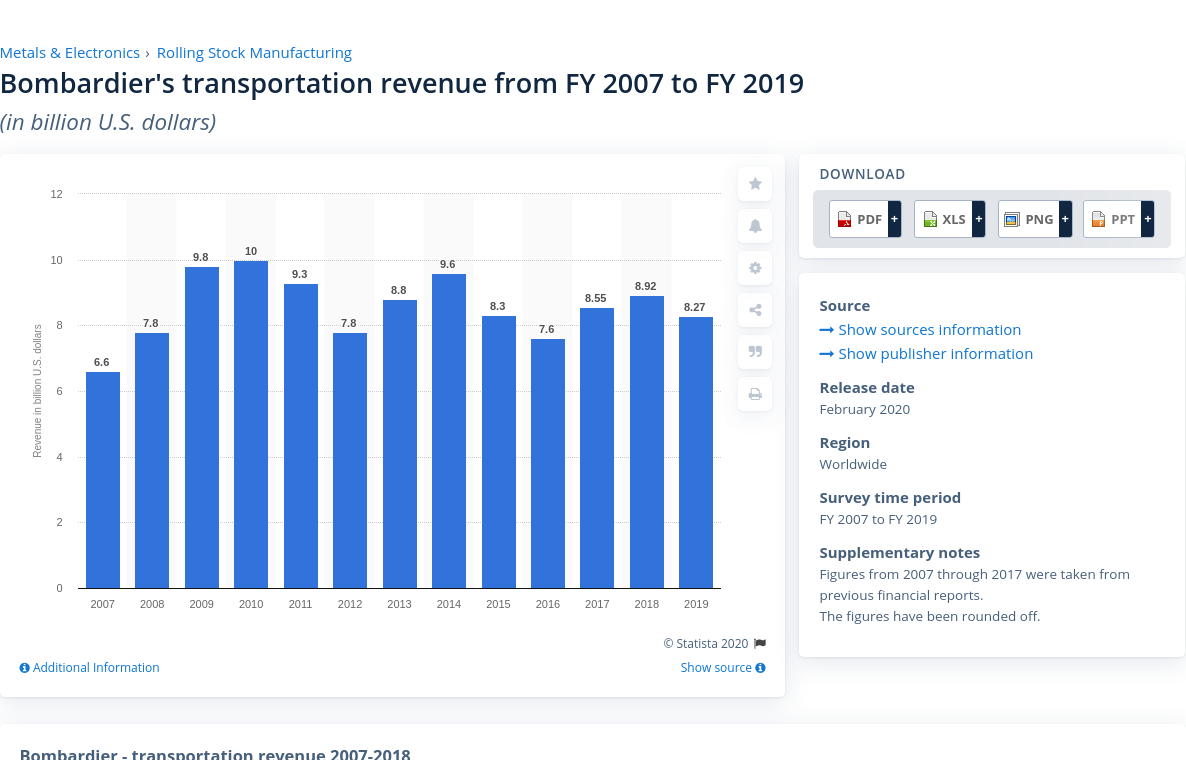 Metals & Electronics › Rolling Stock Manufacturing
Bombardier's transportation revenue from FY 2007 to FY 2019
(in billion U.S. dollars)
Revenue in billion U.S. dollars
12
10
8
6
4
2
0
6.6
7.8
9.8
10
9.3
7.8
8.8
9.6
8.3
7.6
8.55
8.92
8.27
2007 2008 2009 2010 2011 2012 2013 2014 2015 2016 2017 2018 2019
© Statista 2020
Additional Information
Show source
DOWNLOAD
PDF + XLS + PNG + PPT +
Source
Show sources information
Show publisher information
Release date
February 2020
Region
Worldwide
Survey time period
FY 2007 to FY 2019
Supplementary notes
Figures from 2007 through 2017 were taken from
previous financial reports.
The figures have been rounded off.
Bombardier - transportation revenue 2007-2018